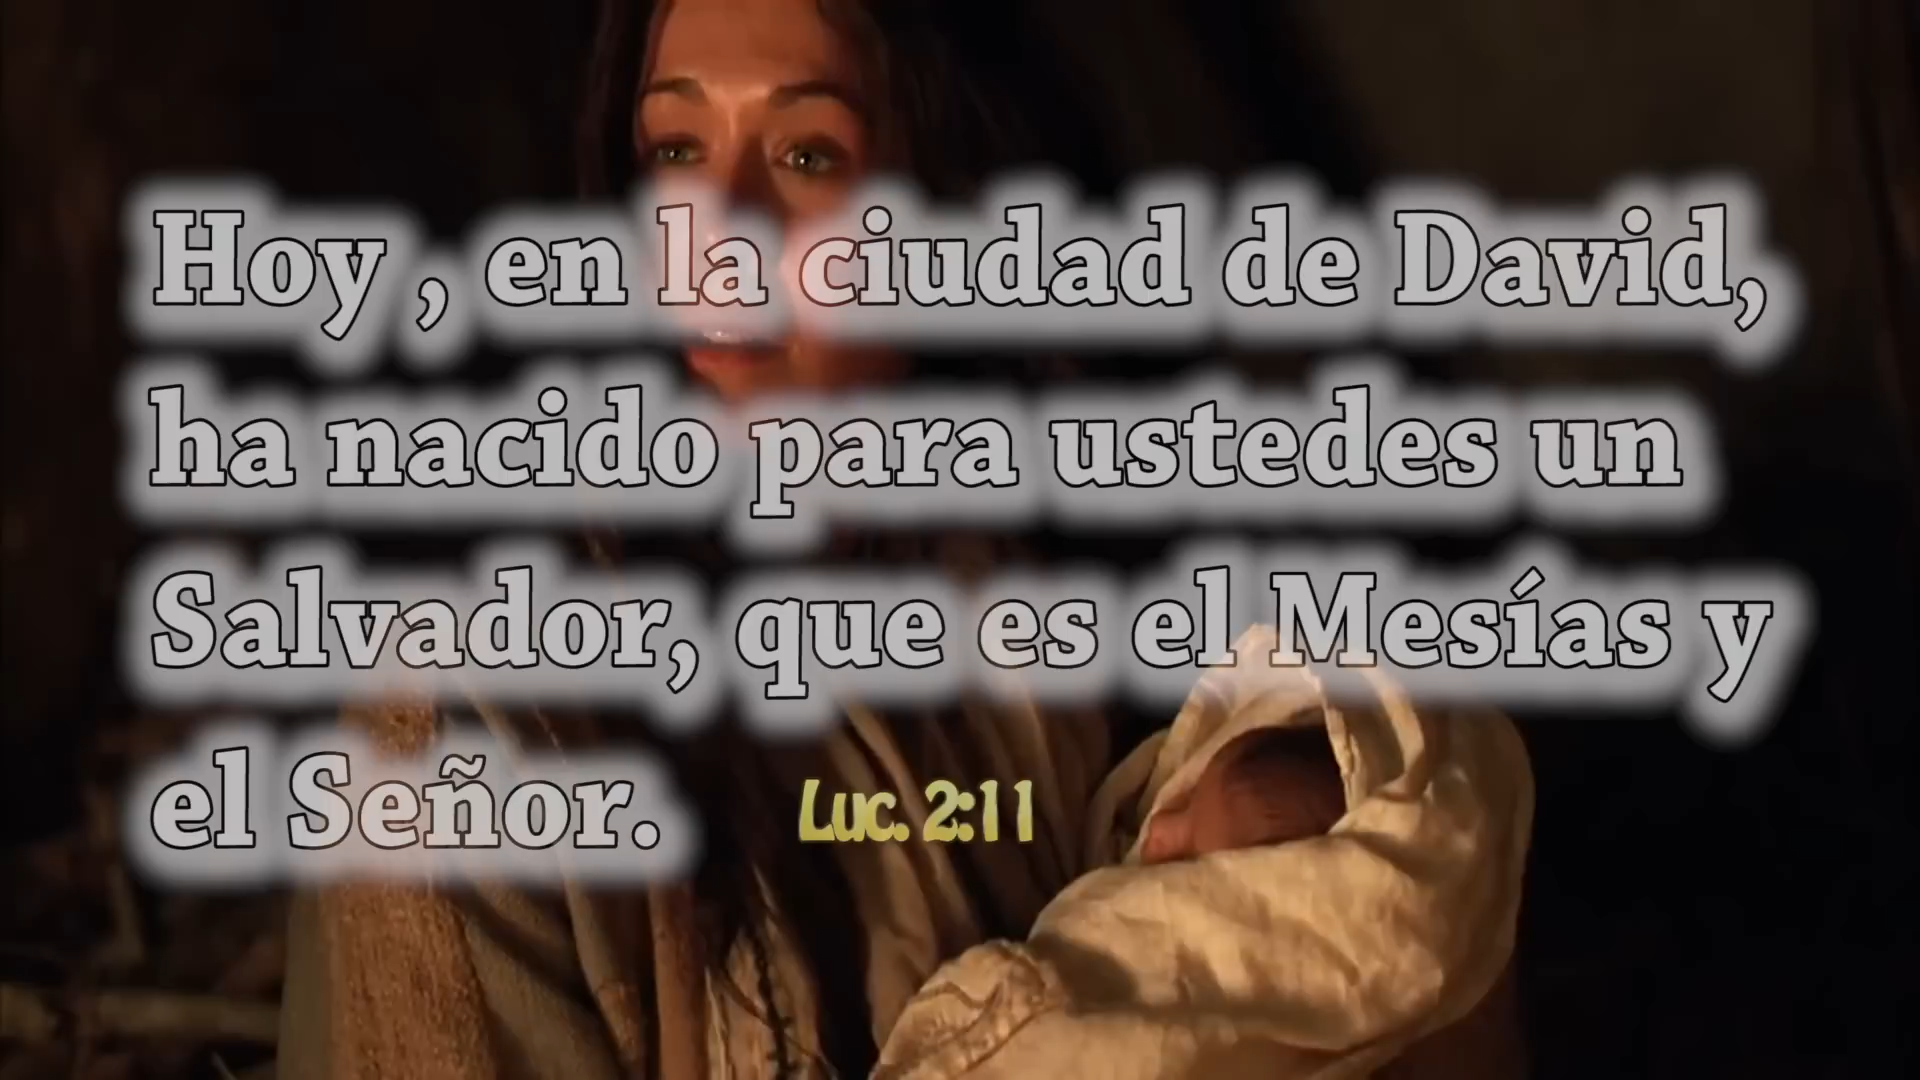 Hoy , en la ciudad de David,
ha nacido para ustedes un
Salvador, que es el Mesías y
el Señor. Luc. 2:11